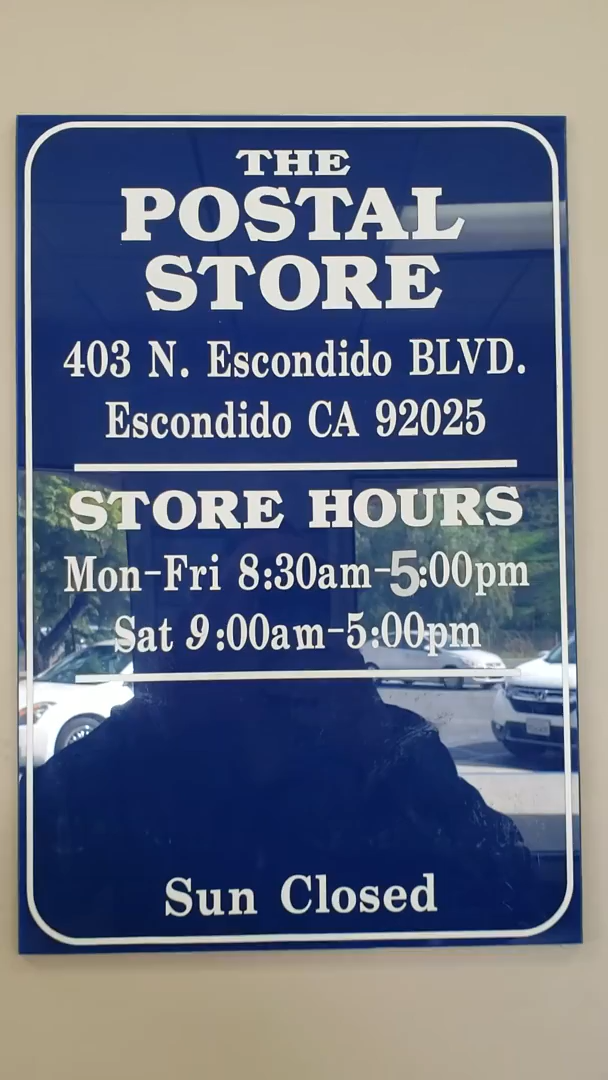 THE
POSTAL
STORE
403 N. Escondido BLVD.
Escondido CA 92025
STORE HOURS
Mon-Fri 8:30am-5:00pm
Sat 9:00am-5:00pm
Sun Closed